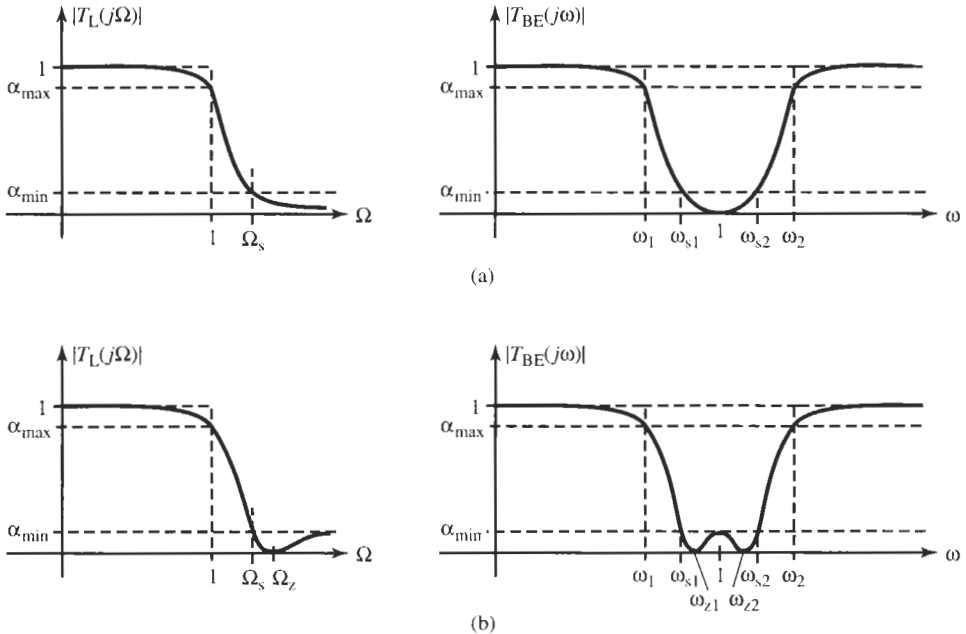 |T_L(jΩ)| |T_BE(jω)|
1 1
α_max α_max
α_min α_min
Ω ω
1 Ω_s ω_1 ω_s1 1 ω_s2 ω_2
(a)
|T_L(jΩ)| |T_BE(jω)|
1 1
α_max α_max
α_min α_min
Ω ω
1 Ω_s Ω_z ω_1 ω_s1 1 ω_s2 ω_2
ω_z1 ω_z2
(b)